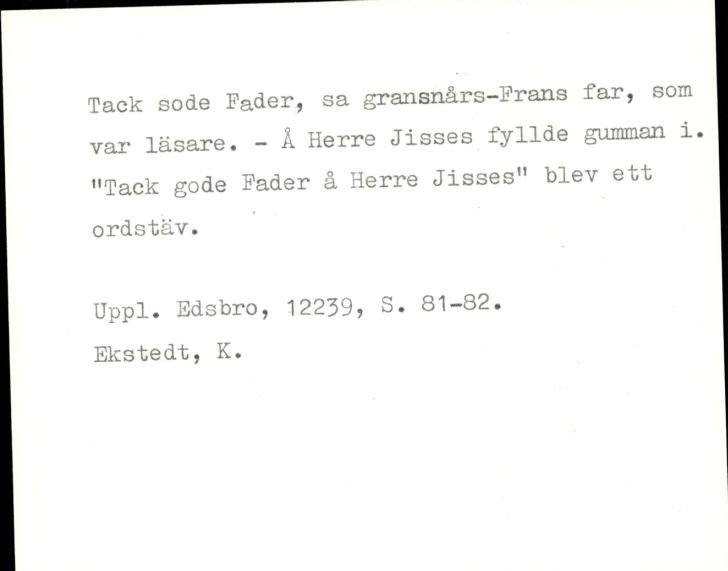 Tack sode Fader, sa gransnårs-Frans far, som
var läsare. - Å Herre Jisses fyllde gumman i.
"Tack gode Fader å Herre Jisses" blev ett
ordstäv.
Uppl. Edsbro, 12239, S. 81-82.
Ekstedt, K.